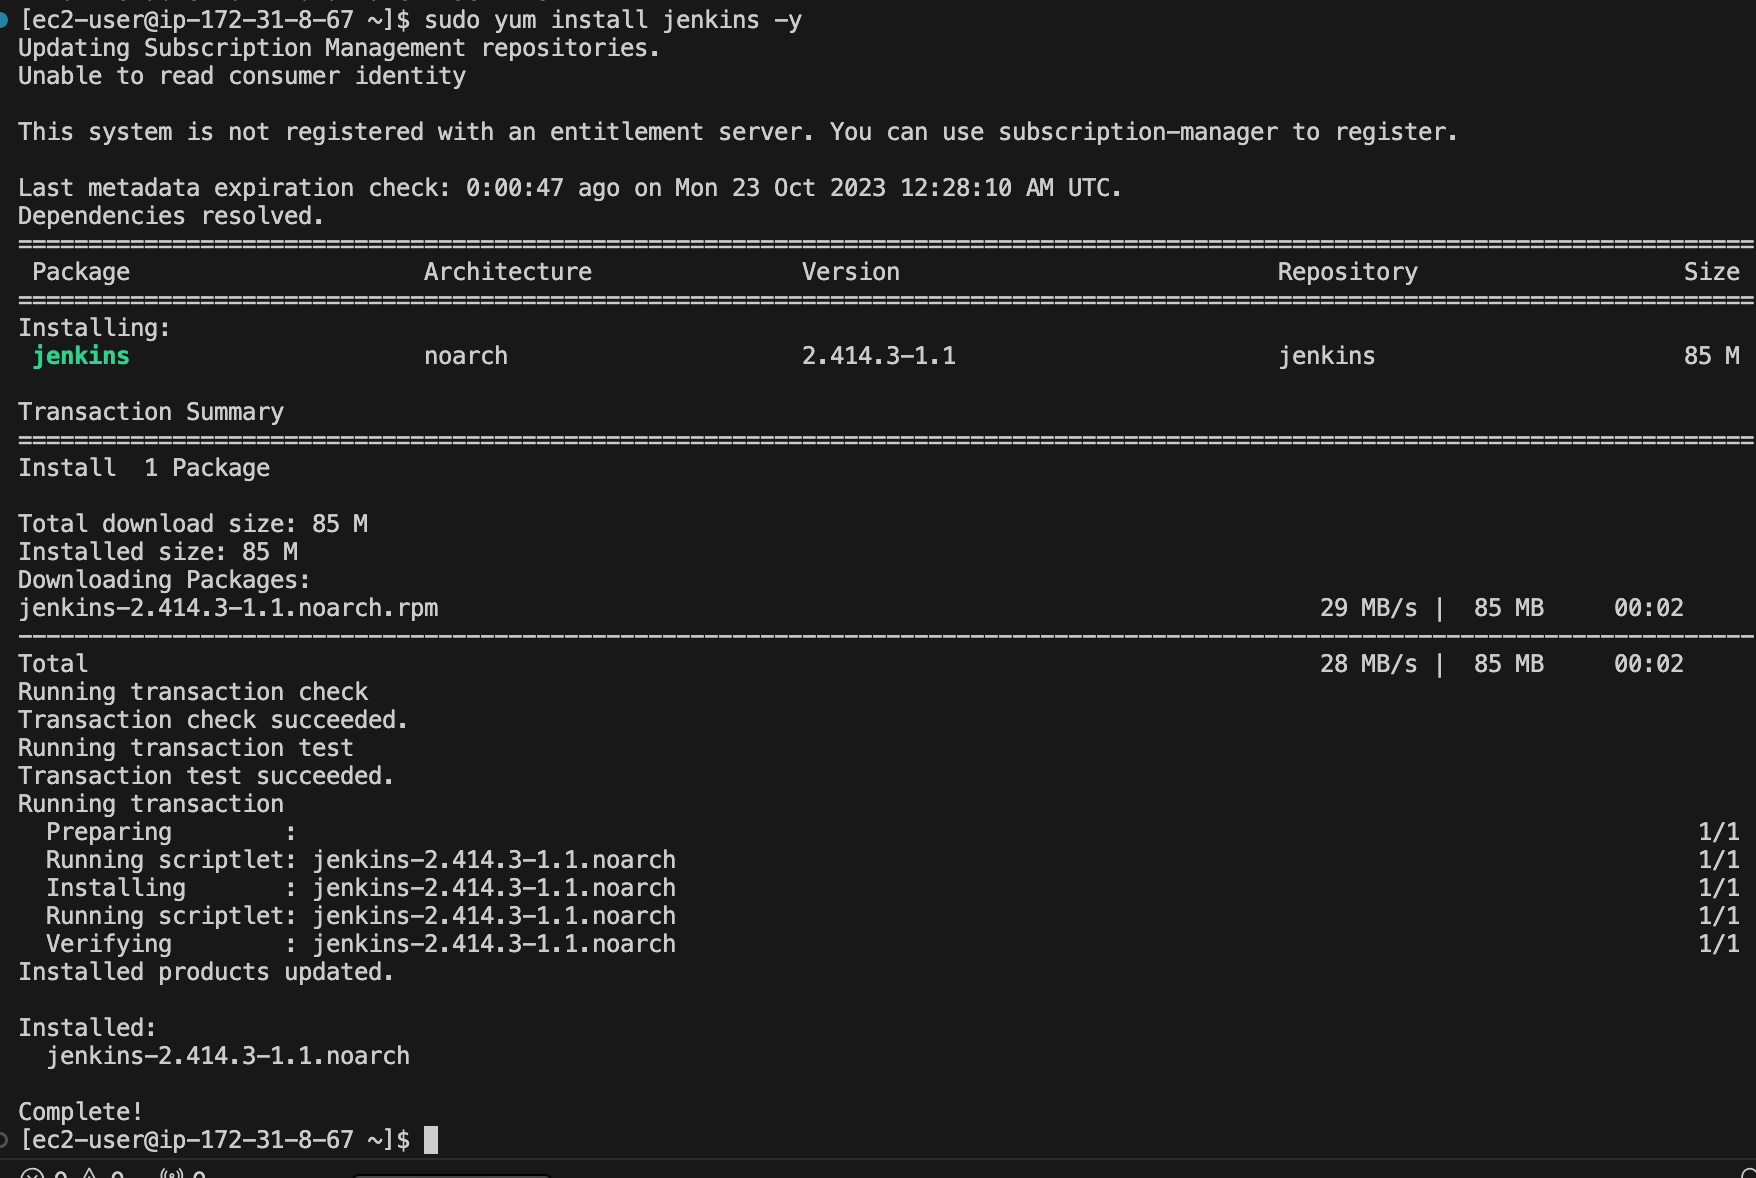 [ec2-user@ip-172-31-8-67 ~]$ sudo yum install jenkins -y
Updating Subscription Management repositories.
Unable to read consumer identity
This system is not registered with an entitlement server. You can use subscription-manager to register.
Last metadata expiration check: 0:00:47 ago on Mon 23 Oct 2023 12:28:10 AM UTC.
Dependencies resolved.
Package Architecture Version Repository Size
Installing:
jenkins noarch 2.414.3-1.1 jenkins 85 M
Transaction Summary
Install 1 Package
Total download size: 85 M
Installed size: 85 M
Downloading Packages:
jenkins-2.414.3-1.1.noarch.rpm 29 MB/s | 85 MB 00:02
Total 28 MB/s | 85 MB 00:02
Running transaction check
Transaction check succeeded.
Running transaction test
Transaction test succeeded.
Running transaction
Preparing : 1/1
Running scriptlet: jenkins-2.414.3-1.1.noarch 1/1
Installing : jenkins-2.414.3-1.1.noarch 1/1
Running scriptlet: jenkins-2.414.3-1.1.noarch 1/1
Verifying : jenkins-2.414.3-1.1.noarch 1/1
Installed products updated.
Installed:
jenkins-2.414.3-1.1.noarch
Complete!
[ec2-user@ip-172-31-8-67 ~]$